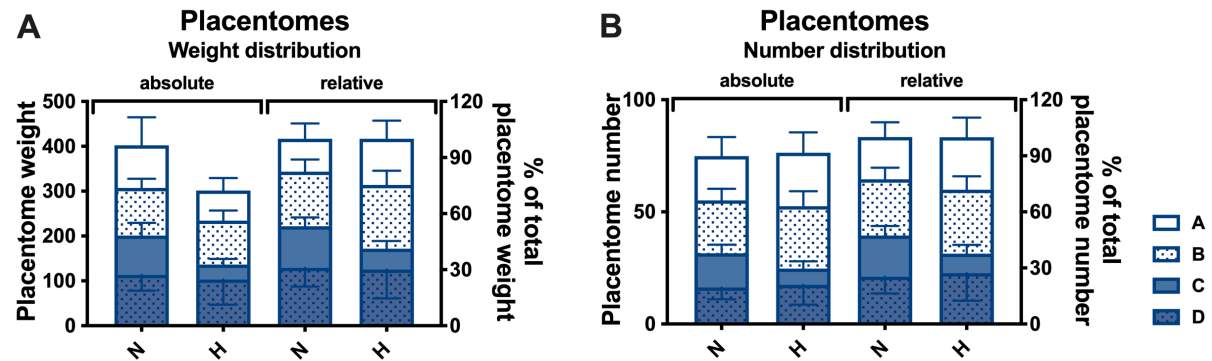 A
Placentomes
Weight distribution
absolute
relative
Placentome weight
500
400
300
200
100
0
120
90
60
30
0
% of total
placentome weight
N
H
N
H
B
Placentomes
Number distribution
absolute
relative
Placentome number
100
50
0
120
90
60
30
0
% of total
placentome number
N
H
N
H
A
B
C
D